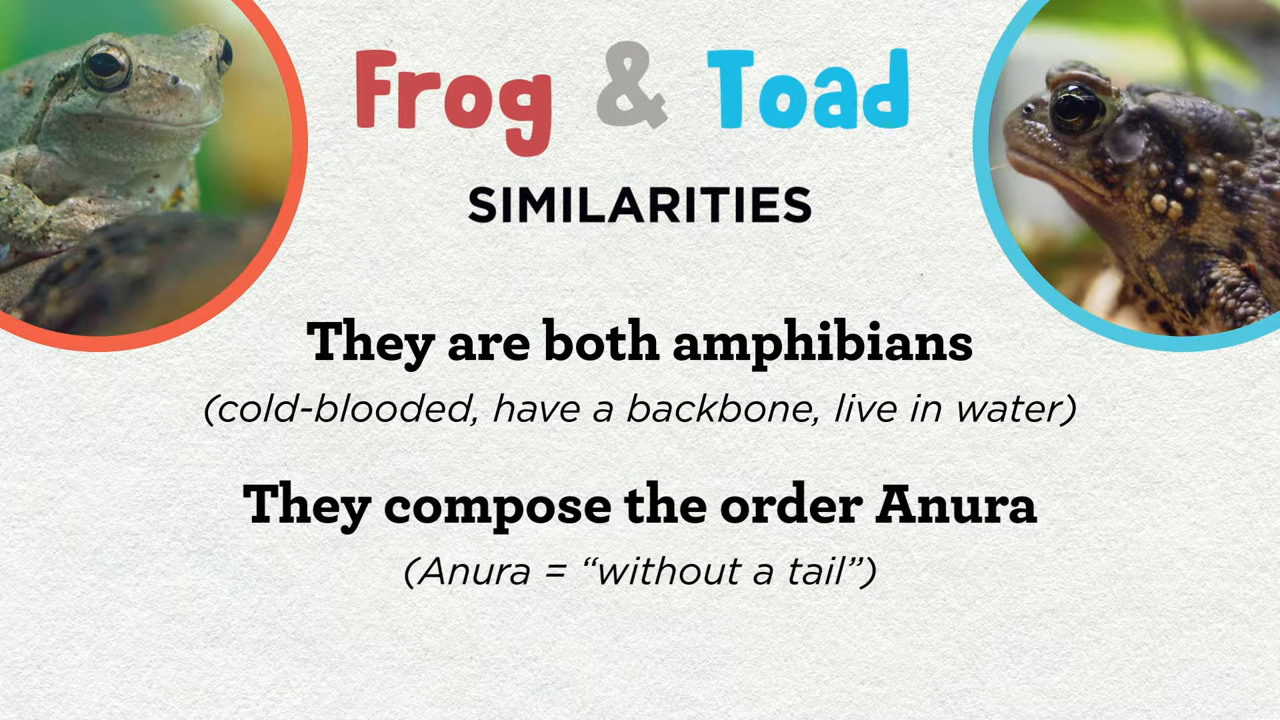 Frog & Toad
SIMILARITIES
They are both amphibians
(cold-blooded, have a backbone, live in water)
They compose the order Anura
(Anura = “without a tail”)